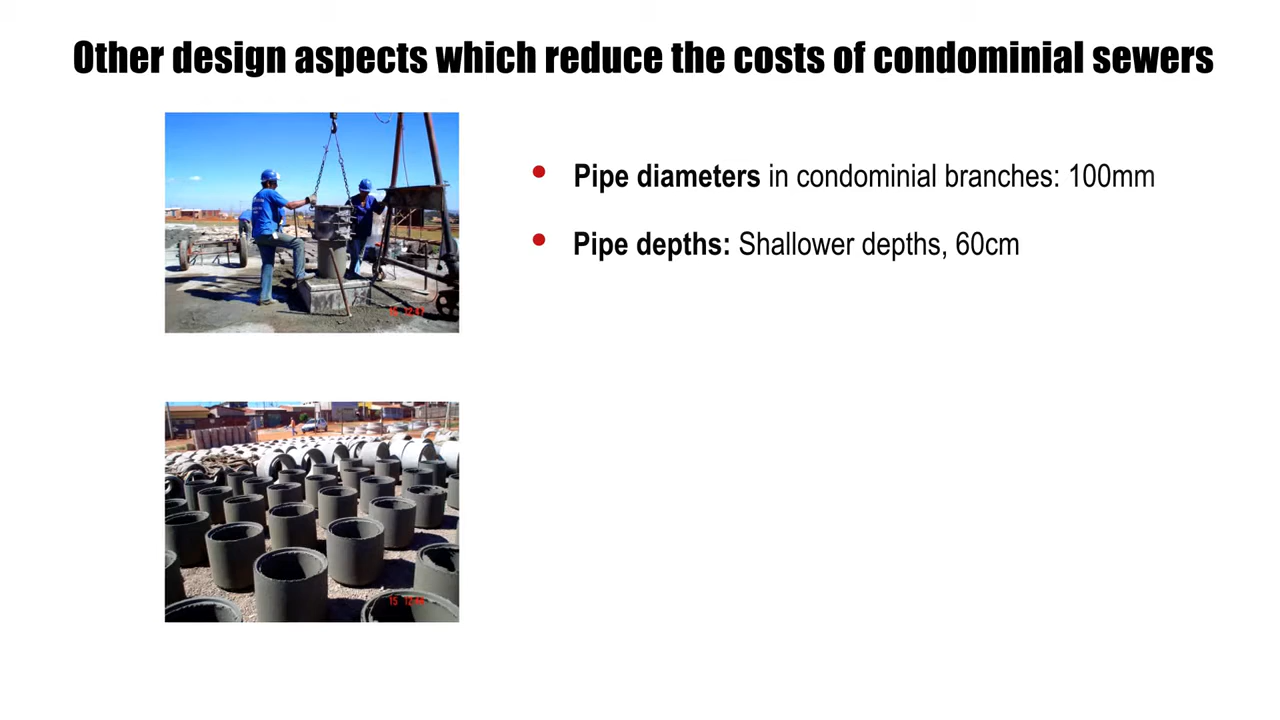 Other design aspects which reduce the costs of condominial sewers
• Pipe diameters in condominial branches: 100mm
• Pipe depths: Shallower depths, 60cm